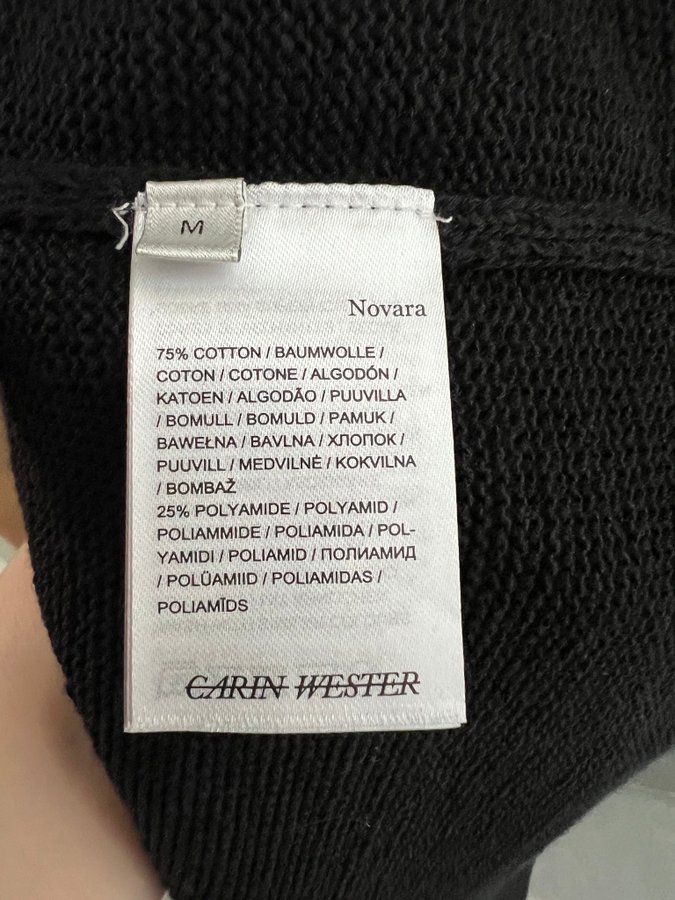 M
Novara
75% COTTON / BAUMWOLLE /
COTON / COTONE / ALGODÓN /
KATOEN / ALGODÃO / PUUVILLA
/ BOMULL / BOMULD / PAMUK /
BAWEŁNA / BAVLNA / ХЛОПОК /
PUUVILL / MEDVILNĖ / KOKVILNA
/ BOMBAŽ
25% POLYAMIDE / POLYAMID /
POLIAMMIDE / POLIAMIDA / POL-
YAMIDI / POLIAMID / ПОЛИАМИД
/ POLÜAMIID / POLIAMIDAS /
POLIAMĪDS
CARIN WESTER